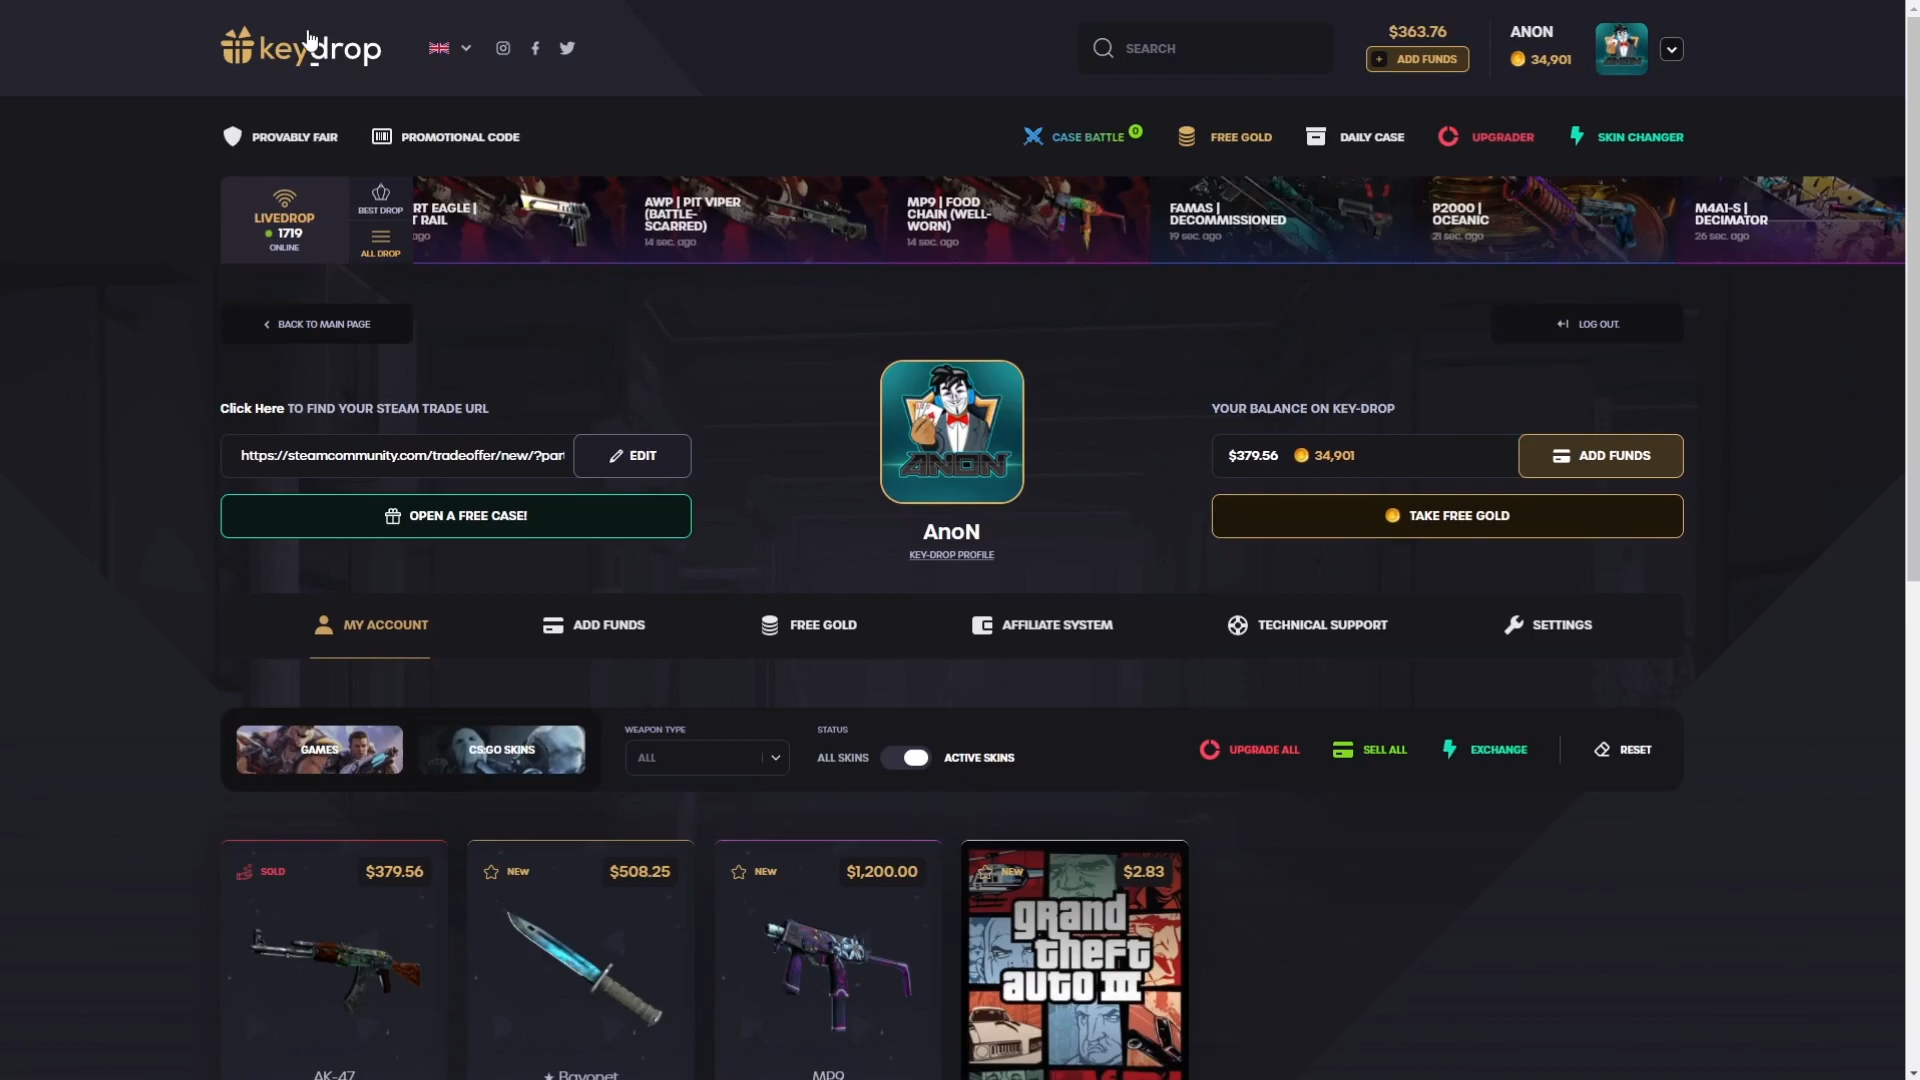 keydrop
SEARCH
$363.76
+ ADD FUNDS
ANON
34,901
PROVABLY FAIR
PROMOTIONAL CODE
CASE BATTLE 0
FREE GOLD
DAILY CASE
UPGRADER
SKIN CHANGER
LIVEDROP
1719
ONLINE
BEST DROP
ALL DROP
RT EAGLE |
T RAIL
ago
AWP | PIT VIPER
(BATTLE-
SCARRED)
14 sec. ago
MP9 | FOOD
CHAIN (WELL-
WORN)
14 sec. ago
FAMAS |
DECOMMISSIONED
19 sec. ago
P2000 |
OCEANIC
21 sec. ago
M4A1-S |
DECIMATOR
26 sec. ago
BACK TO MAIN PAGE
LOG OUT.
Click Here TO FIND YOUR STEAM TRADE URL
https://steamcommunity.com/tradeoffer/new/?par
EDIT
OPEN A FREE CASE!
ANON
AnoN
KEY-DROP PROFILE
YOUR BALANCE ON KEY-DROP
$379.56 34,901
ADD FUNDS
TAKE FREE GOLD
MY ACCOUNT
ADD FUNDS
FREE GOLD
AFFILIATE SYSTEM
TECHNICAL SUPPORT
SETTINGS
GAMES
CS:GO SKINS
WEAPON TYPE
ALL
STATUS
ALL SKINS
ACTIVE SKINS
UPGRADE ALL
SELL ALL
EXCHANGE
RESET
SOLD
$379.56
NEW
$508.25
NEW
$1,200.00
NEW
$2.83
grand
theft
auto III
AK-47
★ Bayonet
MP9